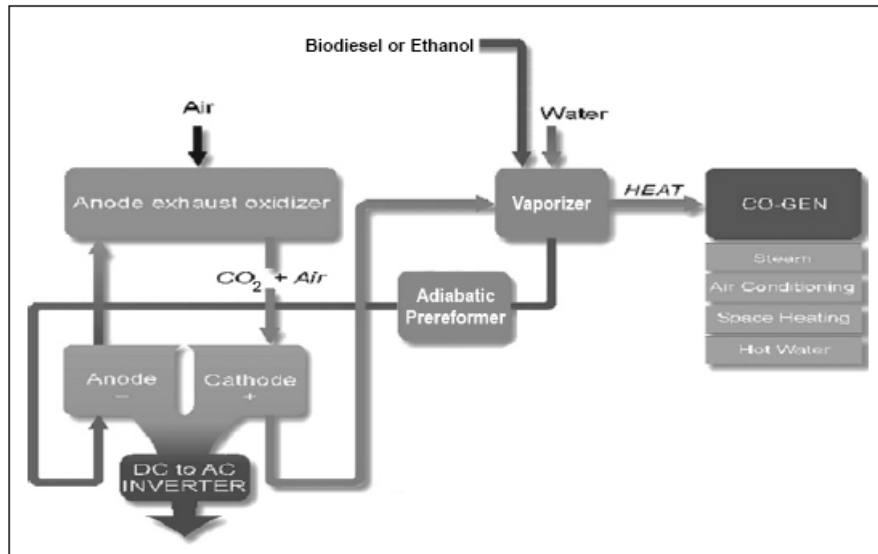 Biodiesel or Ethanol
Air
Water
Anode exhaust oxidizer
Vaporizer
HEAT
CO-GEN
Steam
CO2 + Air
Adiabatic
Prereformer
Air Conditioning
Space Heating
Hot Water
Anode
–
Cathode
+
DC to AC
INVERTER